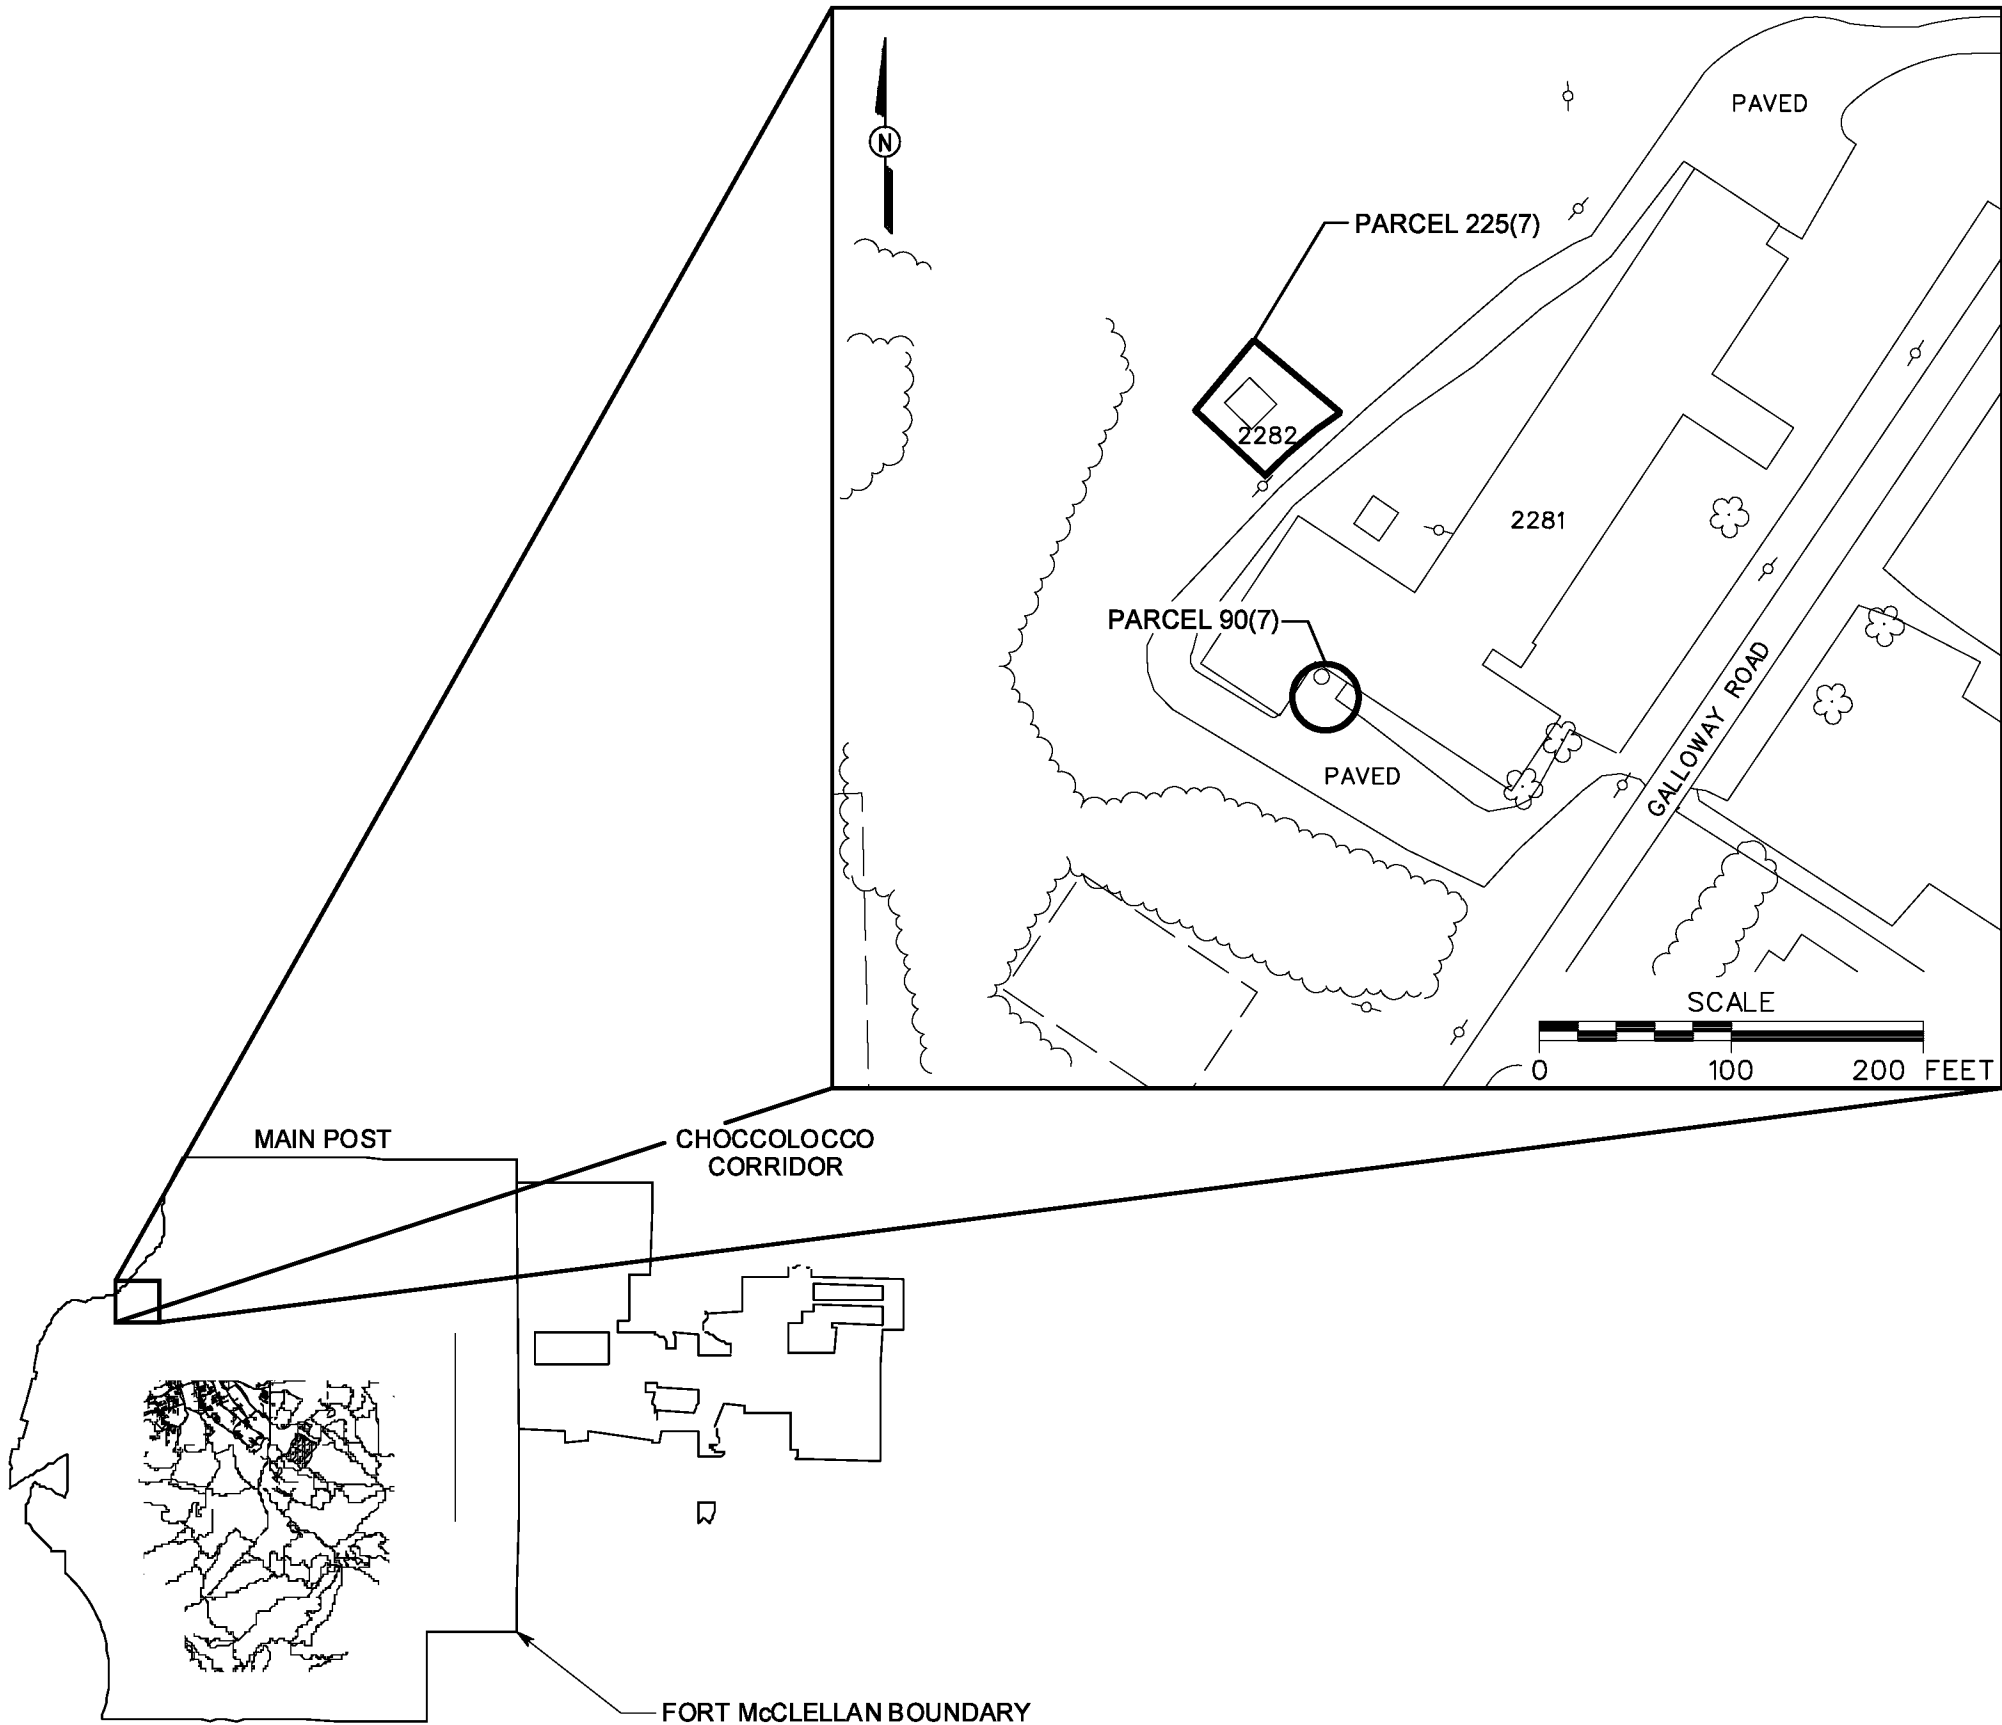 PAVED
N
PARCEL 225(7)
2282
2281
PARCEL 90(7)
GALLOWAY ROAD
PAVED
SCALE
0 100 200 FEET
MAIN POST
CHOCCOLOCCO
CORRIDOR
FORT McCLELLAN BOUNDARY